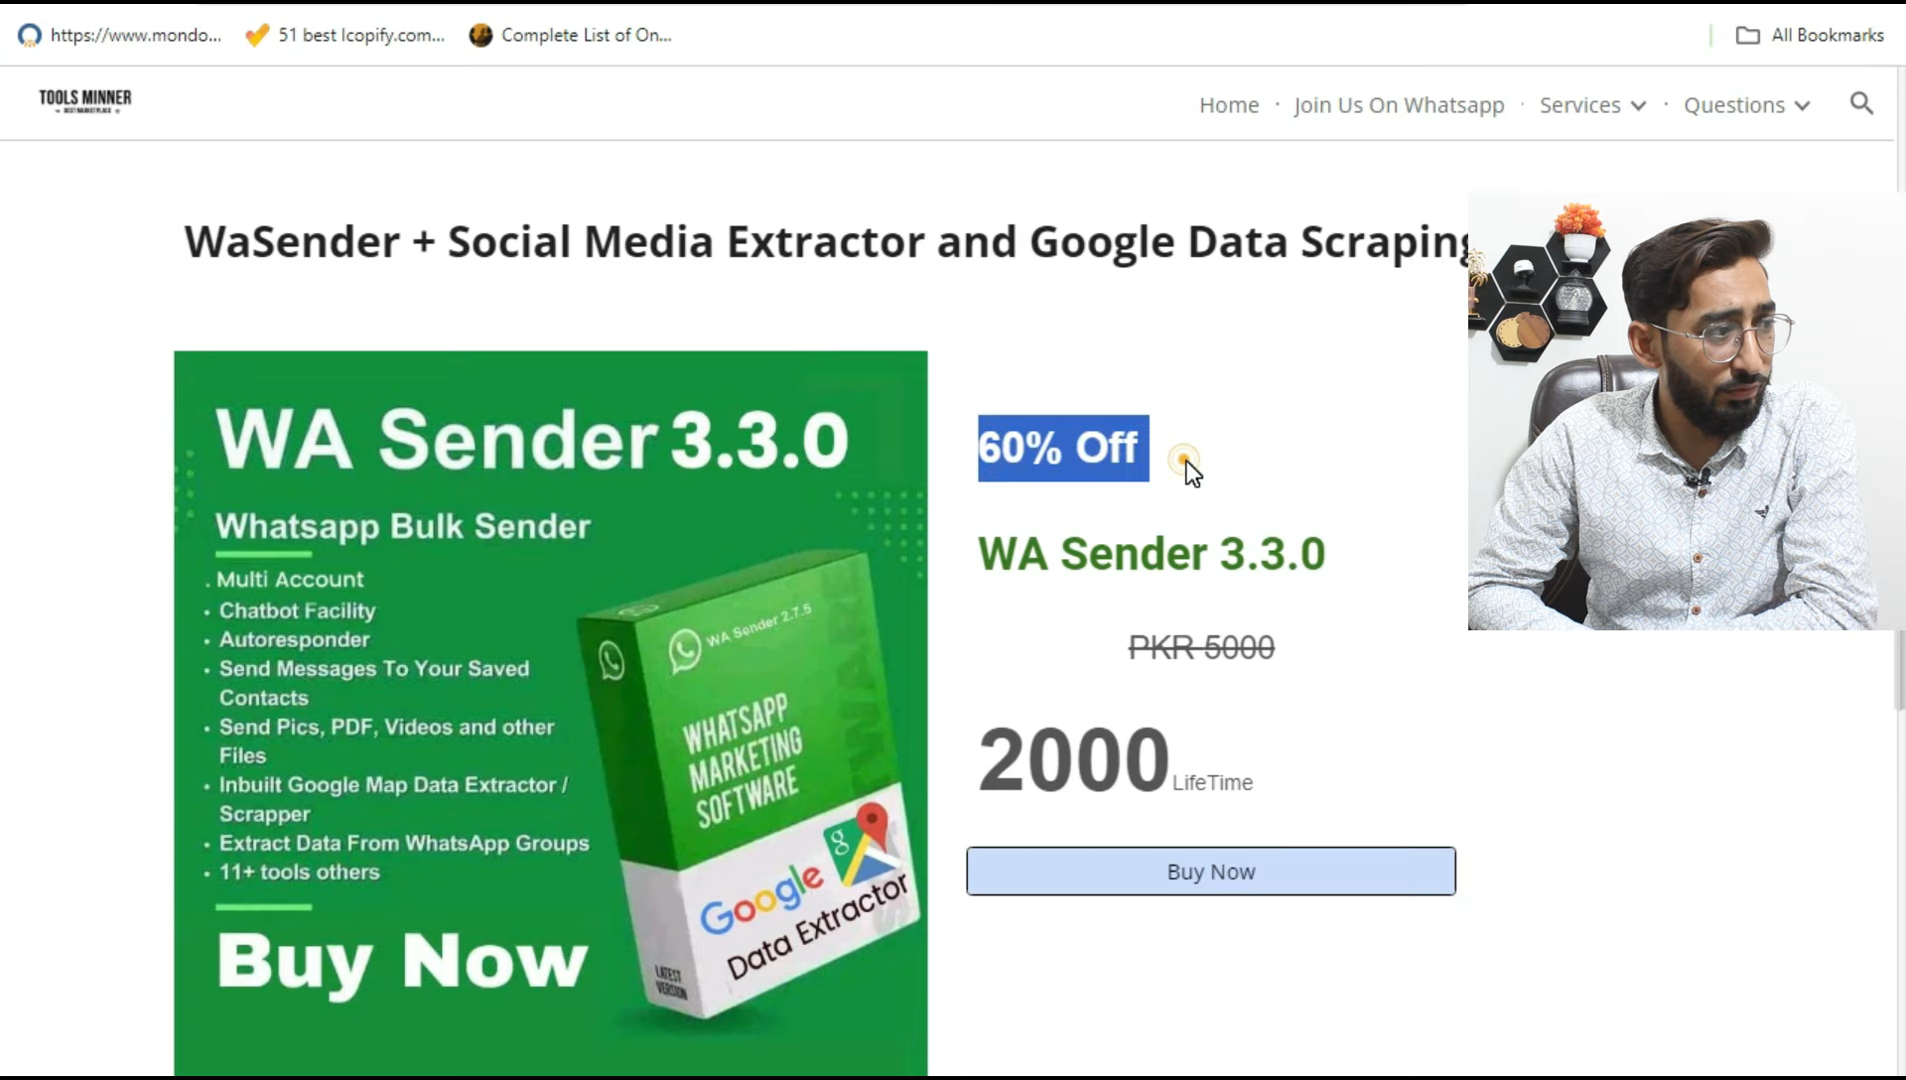 https://www.mondo...
51 best Icopify.com...
Complete List of On...
All Bookmarks
TOOLS MINNER
BEST MARKETPLACE
Home · Join Us On Whatsapp · Services · Questions
WaSender + Social Media Extractor and Google Data Scraping
WA Sender 3.3.0
Whatsapp Bulk Sender
. Multi Account
• Chatbot Facility
• Autoresponder
• Send Messages To Your Saved
Contacts
• Send Pics, PDF, Videos and other
Files
• Inbuilt Google Map Data Extractor /
Scrapper
• Extract Data From WhatsApp Groups
• 11+ tools others
Buy Now
WA Sender 2.7.5
WHATSAPP
MARKETING
SOFTWARE
g
Google
Data Extractor
LATEST
VERSION
60% Off
WA Sender 3.3.0
PKR 5000
2000 LifeTime
Buy Now